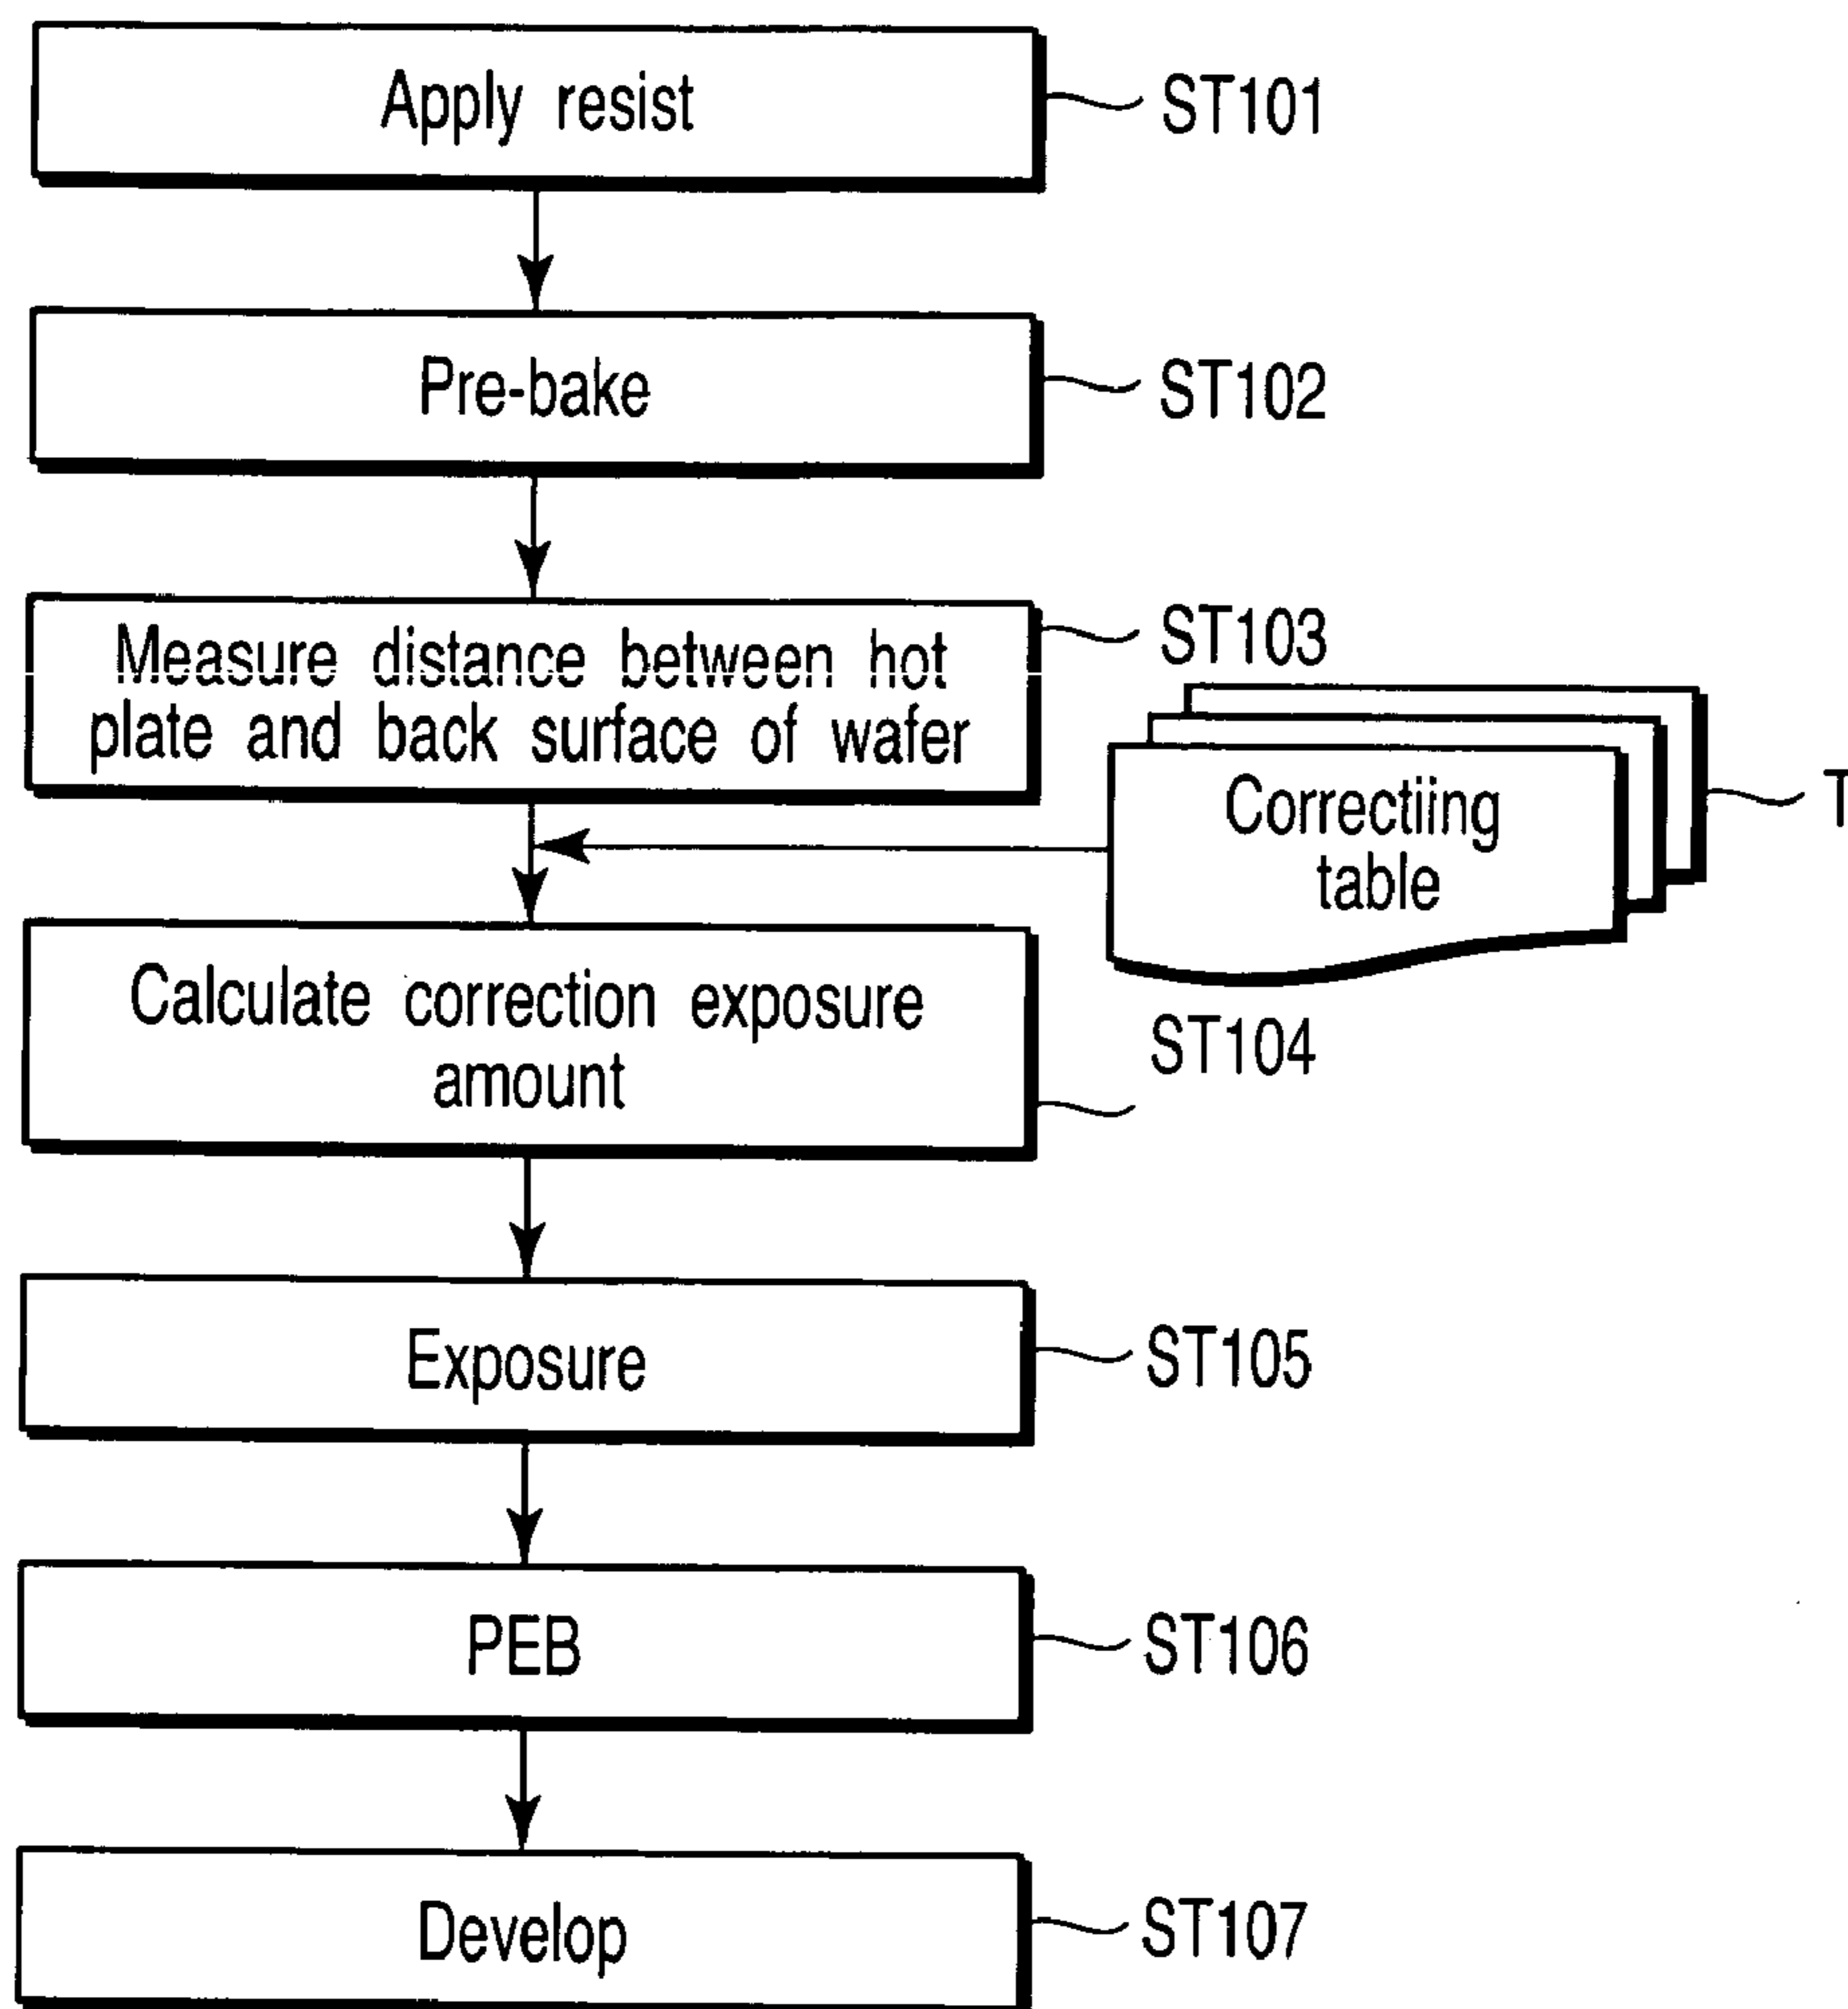 Apply resist
ST101
Pre-bake
ST102
Measure distance between hot
plate and back surface of wafer
ST103
Correctiing
table
T
Calculate correction exposure
amount
ST104
Exposure
ST105
PEB
ST106
Develop
ST107